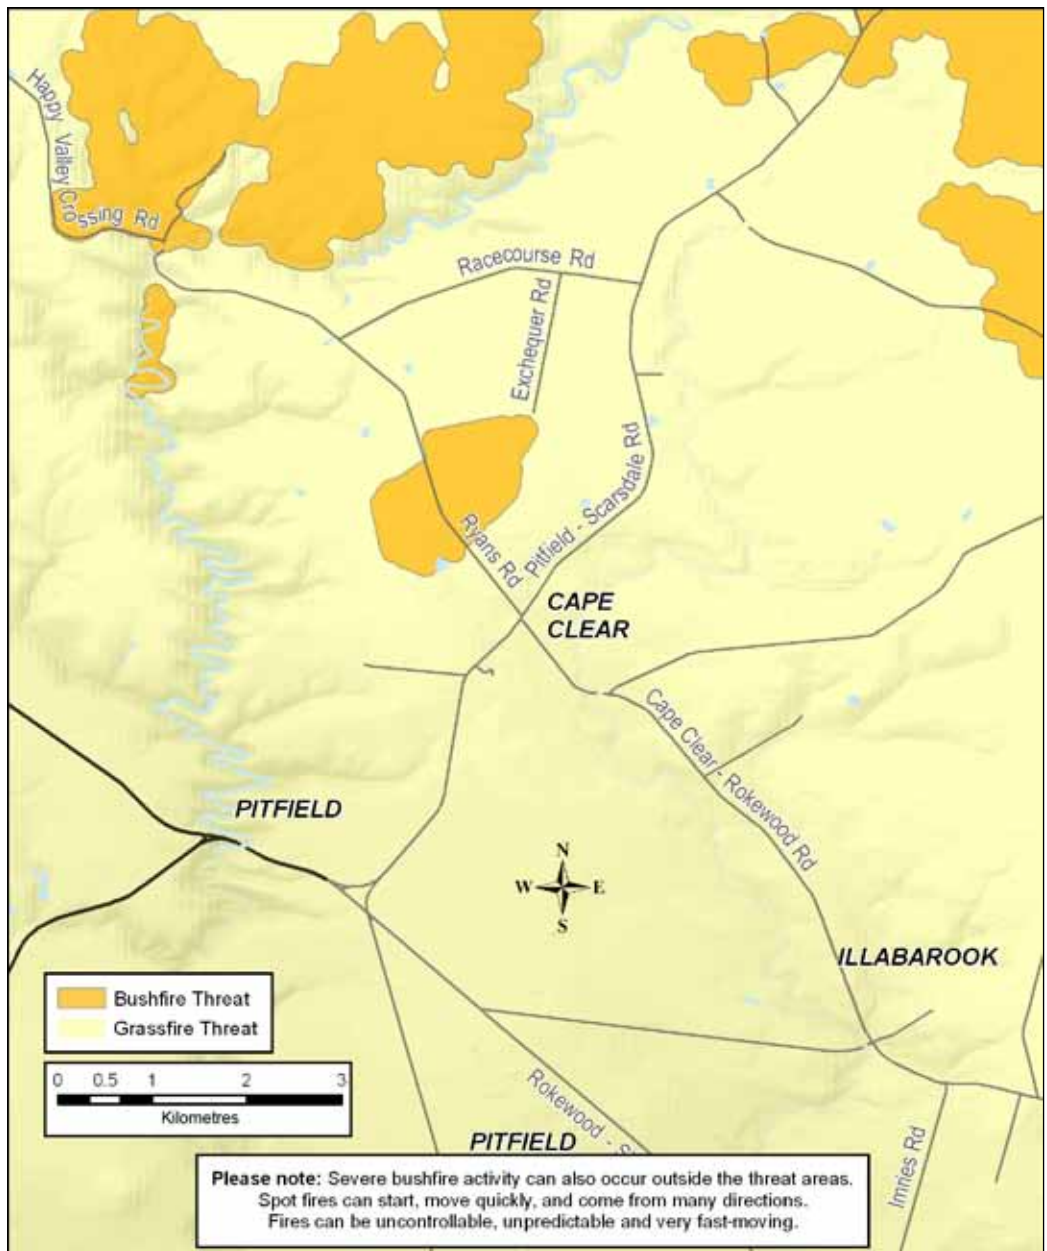 Happy Valley Crossing Rd
Racecourse Rd
Exchequer Rd
Pitfield - Scarsdale Rd
Ryans Rd
CAPE
CLEAR
Cape Clear - Rokewood Rd
PITFIELD
N
W E
S
ILLABAROOK
Bushfire Threat
Grassfire Threat
0 0.5 1 2 3
Kilometres
Rokewood - S
PITFIELD
Imries Rd
Please note: Severe bushfire activity can also occur outside the threat areas.
Spot fires can start, move quickly, and come from many directions.
Fires can be uncontrollable, unpredictable and very fast-moving.